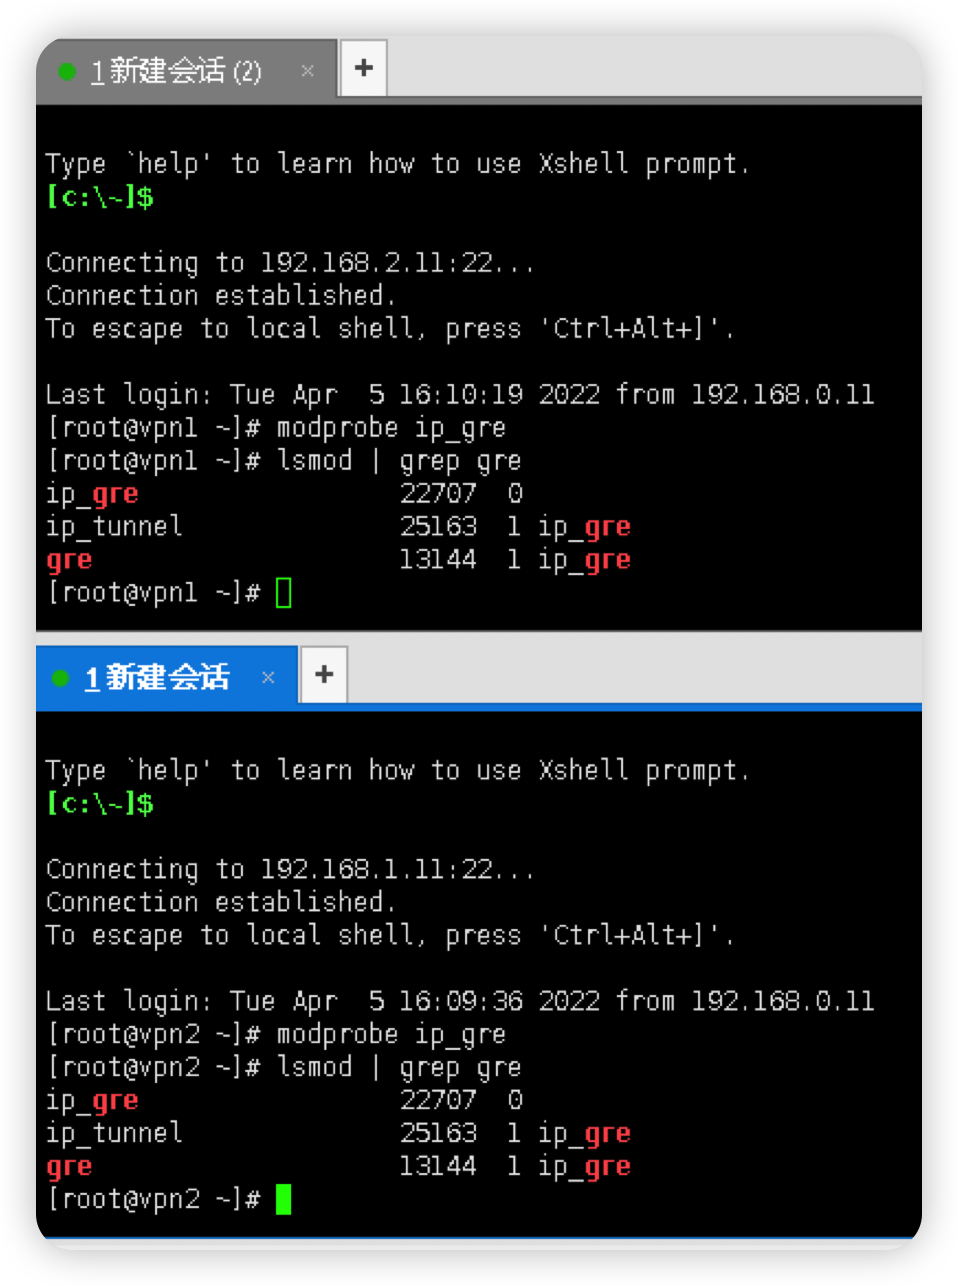 1 新建会话 (2) × +
Type `help' to learn how to use Xshell prompt.
[c:\~]$
Connecting to 192.168.2.11:22...
Connection established.
To escape to local shell, press 'Ctrl+Alt+]'.
Last login: Tue Apr  5 16:10:19 2022 from 192.168.0.11
[root@vpn1 ~]# modprobe ip_gre
[root@vpn1 ~]# lsmod | grep gre
ip_gre                 22707  0
ip_tunnel              25163  1 ip_gre
gre                    13144  1 ip_gre
[root@vpn1 ~]#
1 新建会话 × +
Type `help' to learn how to use Xshell prompt.
[c:\~]$
Connecting to 192.168.1.11:22...
Connection established.
To escape to local shell, press 'Ctrl+Alt+]'.
Last login: Tue Apr  5 16:09:36 2022 from 192.168.0.11
[root@vpn2 ~]# modprobe ip_gre
[root@vpn2 ~]# lsmod | grep gre
ip_gre                 22707  0
ip_tunnel              25163  1 ip_gre
gre                    13144  1 ip_gre
[root@vpn2 ~]#